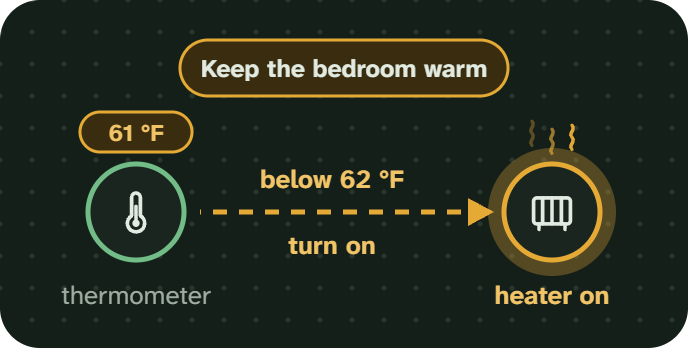 Keep the bedroom warm
61 °F
below 62 °F
turn on
thermometer
heater on